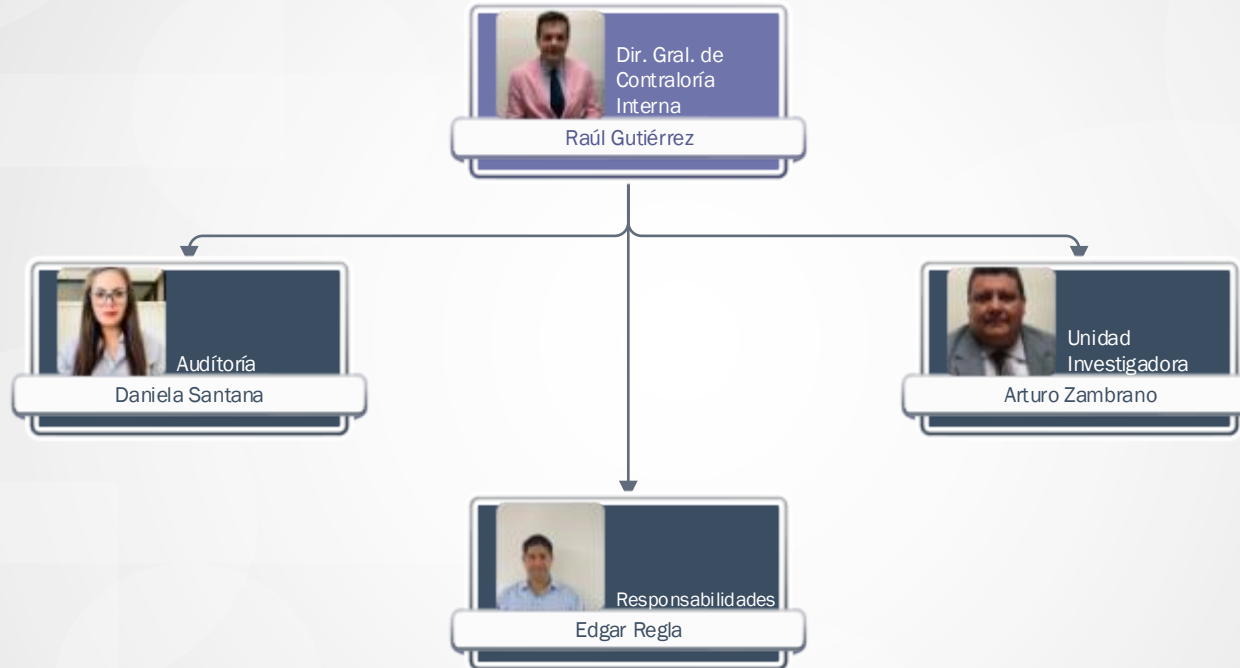 Dir. Gral. de
Contraloría
Interna
Raúl Gutiérrez
Audítoría
Daniela Santana
Unidad
Investigadora
Arturo Zambrano
Responsabilidades
Edgar Regla